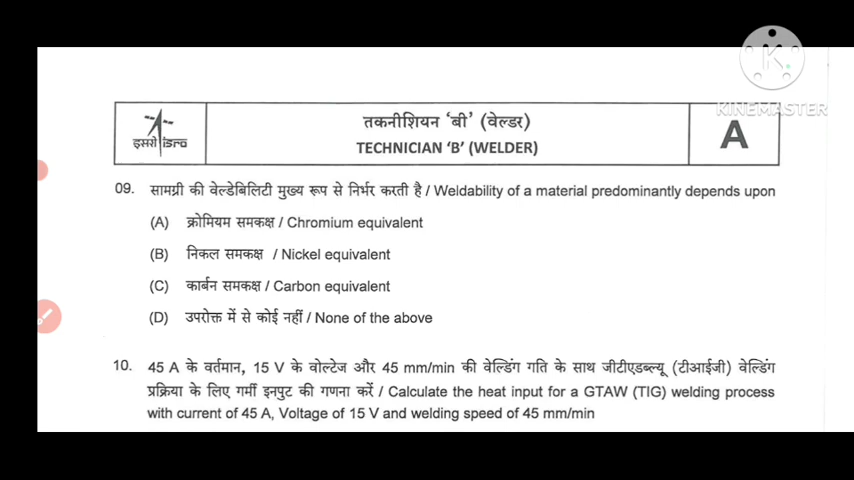 KINEMASTER
इसरो isro
तकनीशियन 'बी' (वेल्डर)
TECHNICIAN 'B' (WELDER)
A
09. सामग्री की वेल्डेबिलिटी मुख्य रूप से निर्भर करती है / Weldability of a material predominantly depends upon
(A) क्रोमियम समकक्ष / Chromium equivalent
(B) निकल समकक्ष / Nickel equivalent
(C) कार्बन समकक्ष / Carbon equivalent
(D) उपरोक्त में से कोई नहीं / None of the above
10. 45 A के वर्तमान, 15 V के वोल्टेज और 45 mm/min की वेल्डिंग गति के साथ जीटीएडब्ल्यू (टीआईजी) वेल्डिंग
प्रक्रिया के लिए गर्मी इनपुट की गणना करें / Calculate the heat input for a GTAW (TIG) welding process
with current of 45 A, Voltage of 15 V and welding speed of 45 mm/min